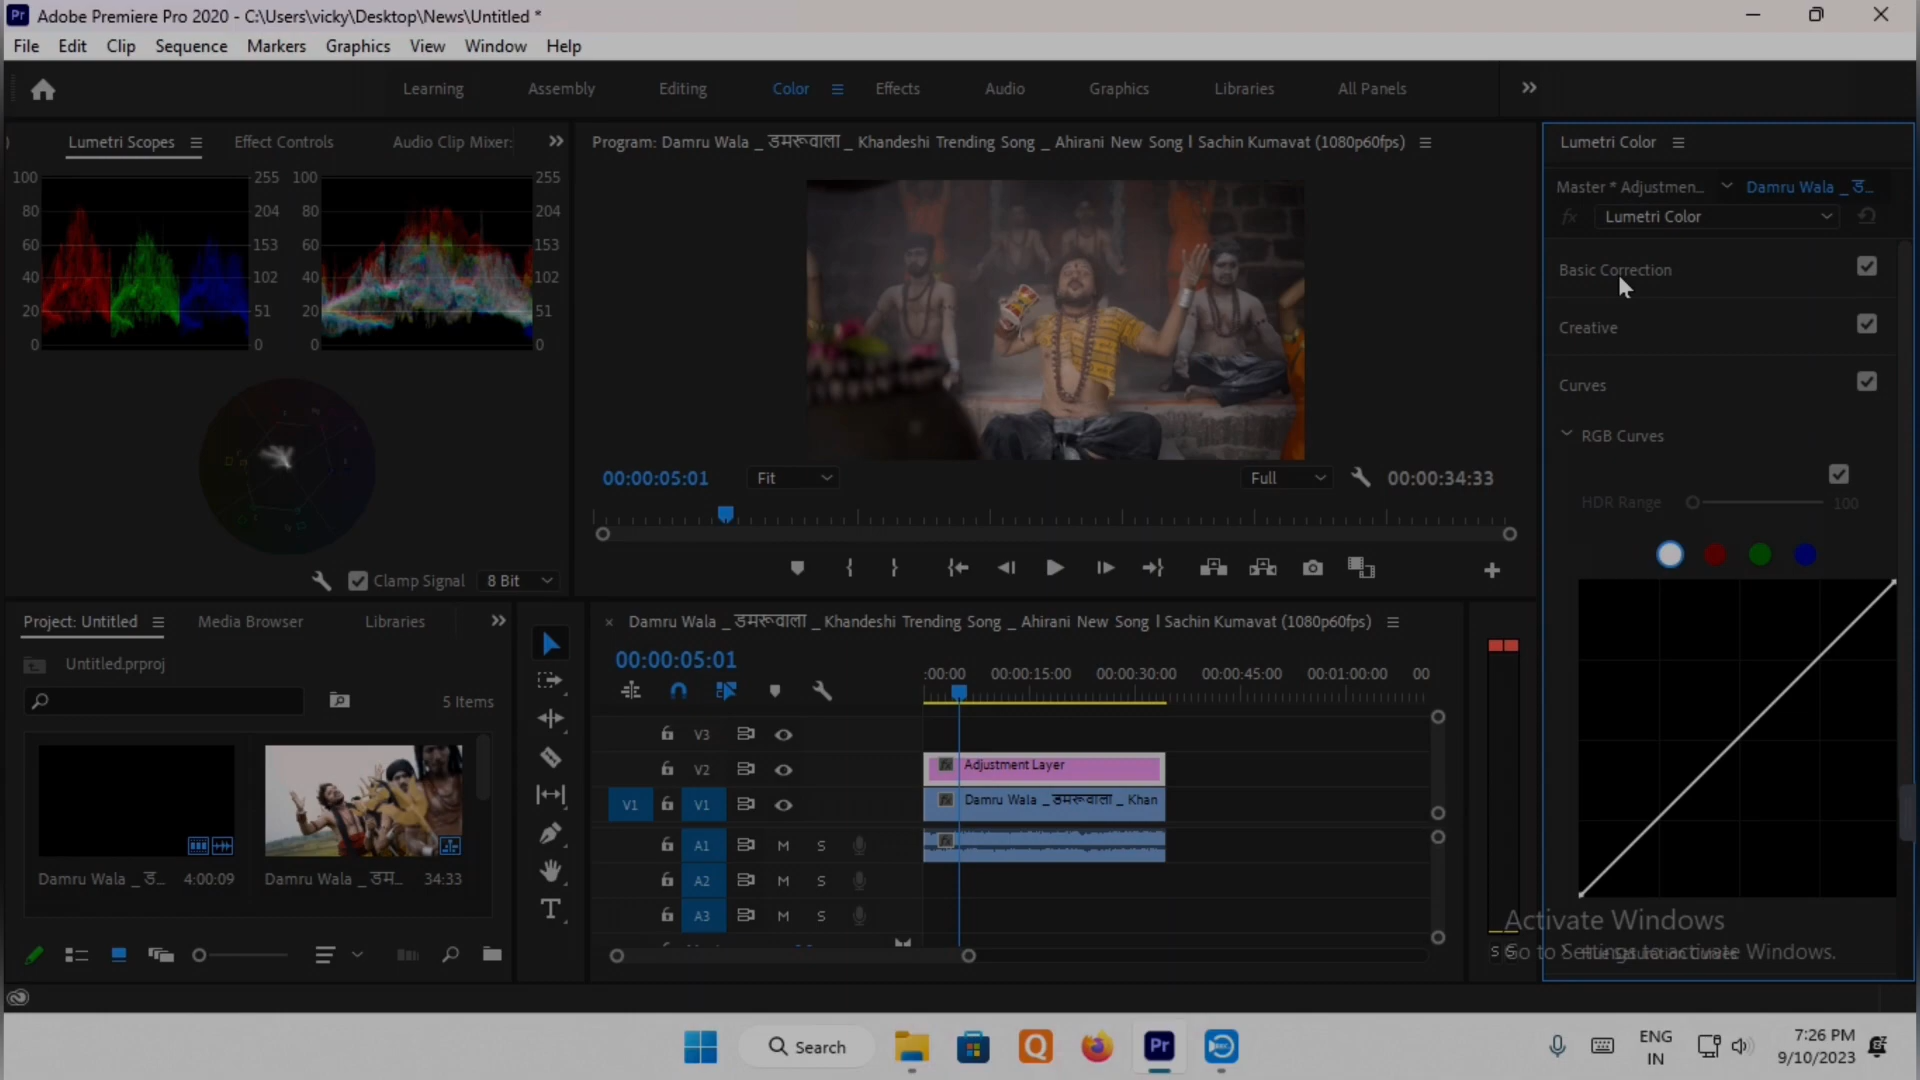 Adobe Premiere Pro 2020 - C:\Users\vicky\Desktop\News\Untitled *
File Edit Clip Sequence Markers Graphics View Window Help
Learning Assembly Editing Color Effects Audio Graphics Libraries All Panels
Lumetri Scopes Effect Controls Audio Clip Mixer:
Program: Damru Wala _ डमरूवाला _ Khandeshi Trending Song _ Ahirani New Song l Sachin Kumavat (1080p60fps)
Lumetri Color
Master * Adjustmen... Damru Wala _ ड...
fx Lumetri Color
100 255 100 255
80 204 80 204
60 153 60 153
40 102 40 102
20 51 20 51
0 0 0 0
Basic Correction
Creative
Curves
RGB Curves
HDR Range 100
00:00:05:01 Fit Full 00:00:34:33
Clamp Signal 8 Bit
Project: Untitled Media Browser Libraries
Untitled.prproj
5 Items
Damru Wala _ ड... 4:00:09
Damru Wala _ डम... 34:33
Damru Wala _ डमरूवाला _ Khandeshi Trending Song _ Ahirani New Song l Sachin Kumavat (1080p60fps)
00:00:05:01
:00:00 00:00:15:00 00:00:30:00 00:00:45:00 00:01:00:00 00
V3
V2 Adjustment Layer
V1 V1 Damru Wala _ डमरूवाला _ Khan
A1 M S
A2 M S
A3 M S
S S
Hue Saturation Curves
Activate Windows
Go to Settings to activate Windows.
Search
ENG
IN
7:26 PM
9/10/2023